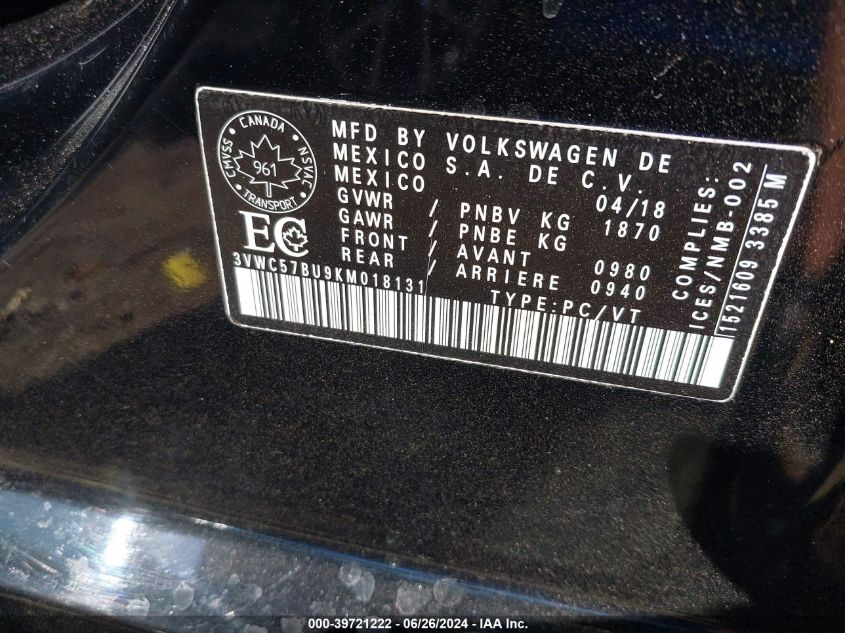 CANADA
CMVSS • NSVAC
961
TRANSPORT
EC
MFD BY VOLKSWAGEN DE
MEXICO S.A. DE C.V.
MEXICO 04/18
GVWR / PNBV KG 1870
GAWR / PNBE KG
FRONT / AVANT 0980
REAR / ARRIERE 0940
3VWC57BU9KM018131 TYPE:PC/VT
COMPLIES:
ICES/NMB-002
1521609 3385 M
000-39721222 | 06/26/2024 | IAA Inc.